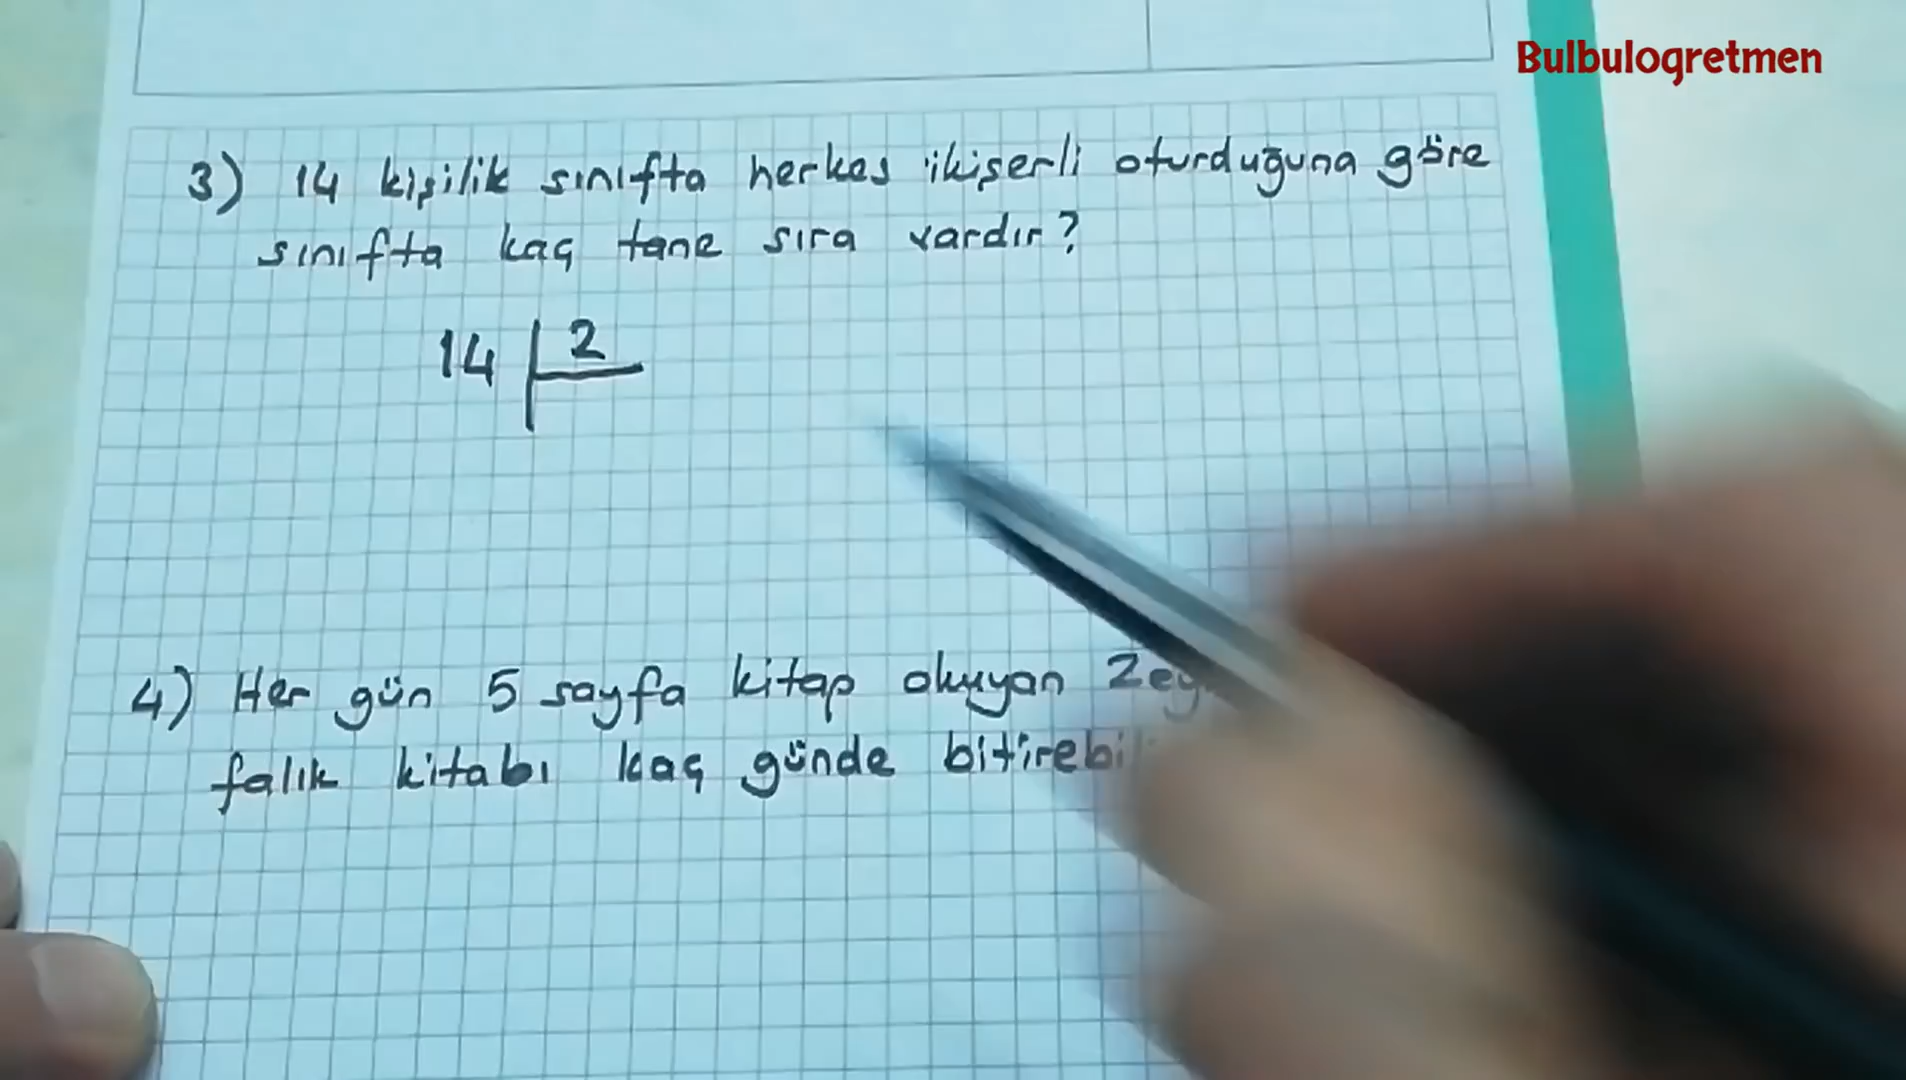 Bulbulogretmen
3) 14 kişilik sınıfta herkes ikişerli oturduğuna göre
sınıfta kaç tane sıra vardır?
14 2
4) Her gün 5 sayfa kitap okuyan
falık kitabı kaç günde